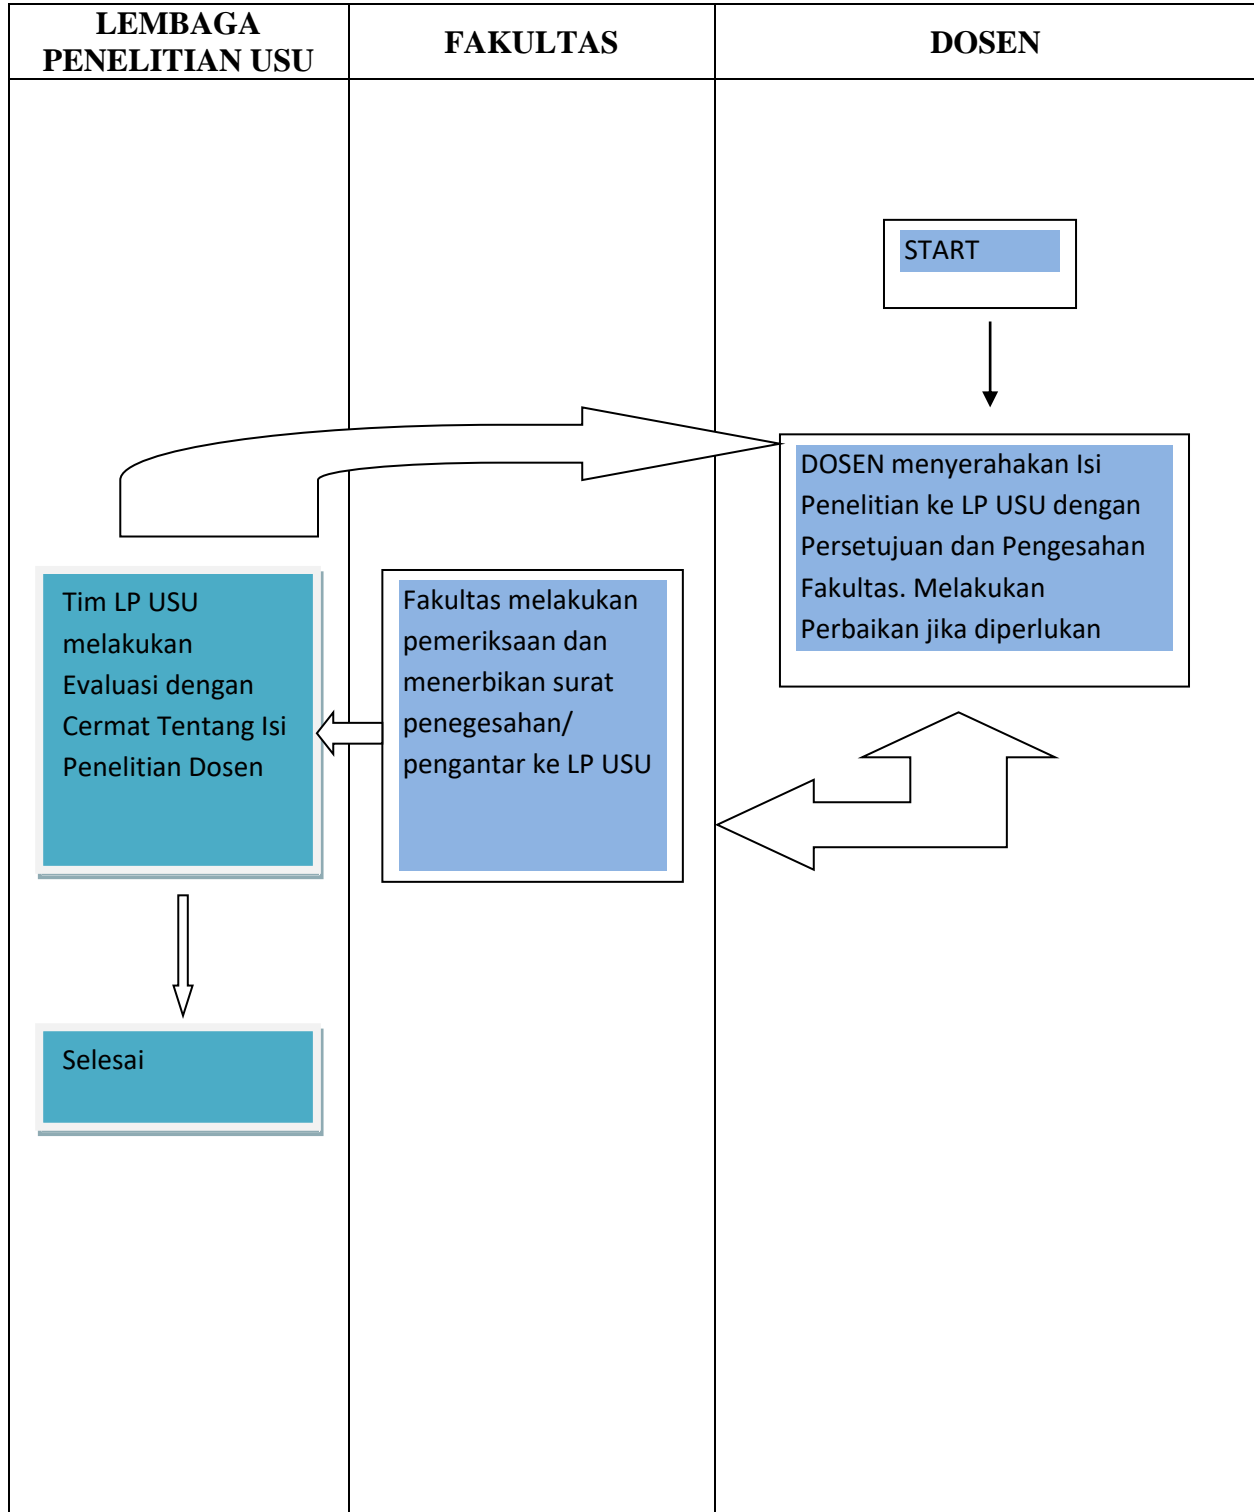 LEMBAGA
PENELITIAN USU
FAKULTAS
DOSEN
START
DOSEN menyerahakan Isi
Penelitian ke LP USU dengan
Persetujuan dan Pengesahan
Fakultas. Melakukan
Perbaikan jika diperlukan
Tim LP USU
melakukan
Evaluasi dengan
Cermat Tentang Isi
Penelitian Dosen
Fakultas melakukan
pemeriksaan dan
menerbikan surat
penegesahan/
pengantar ke LP USU
Selesai